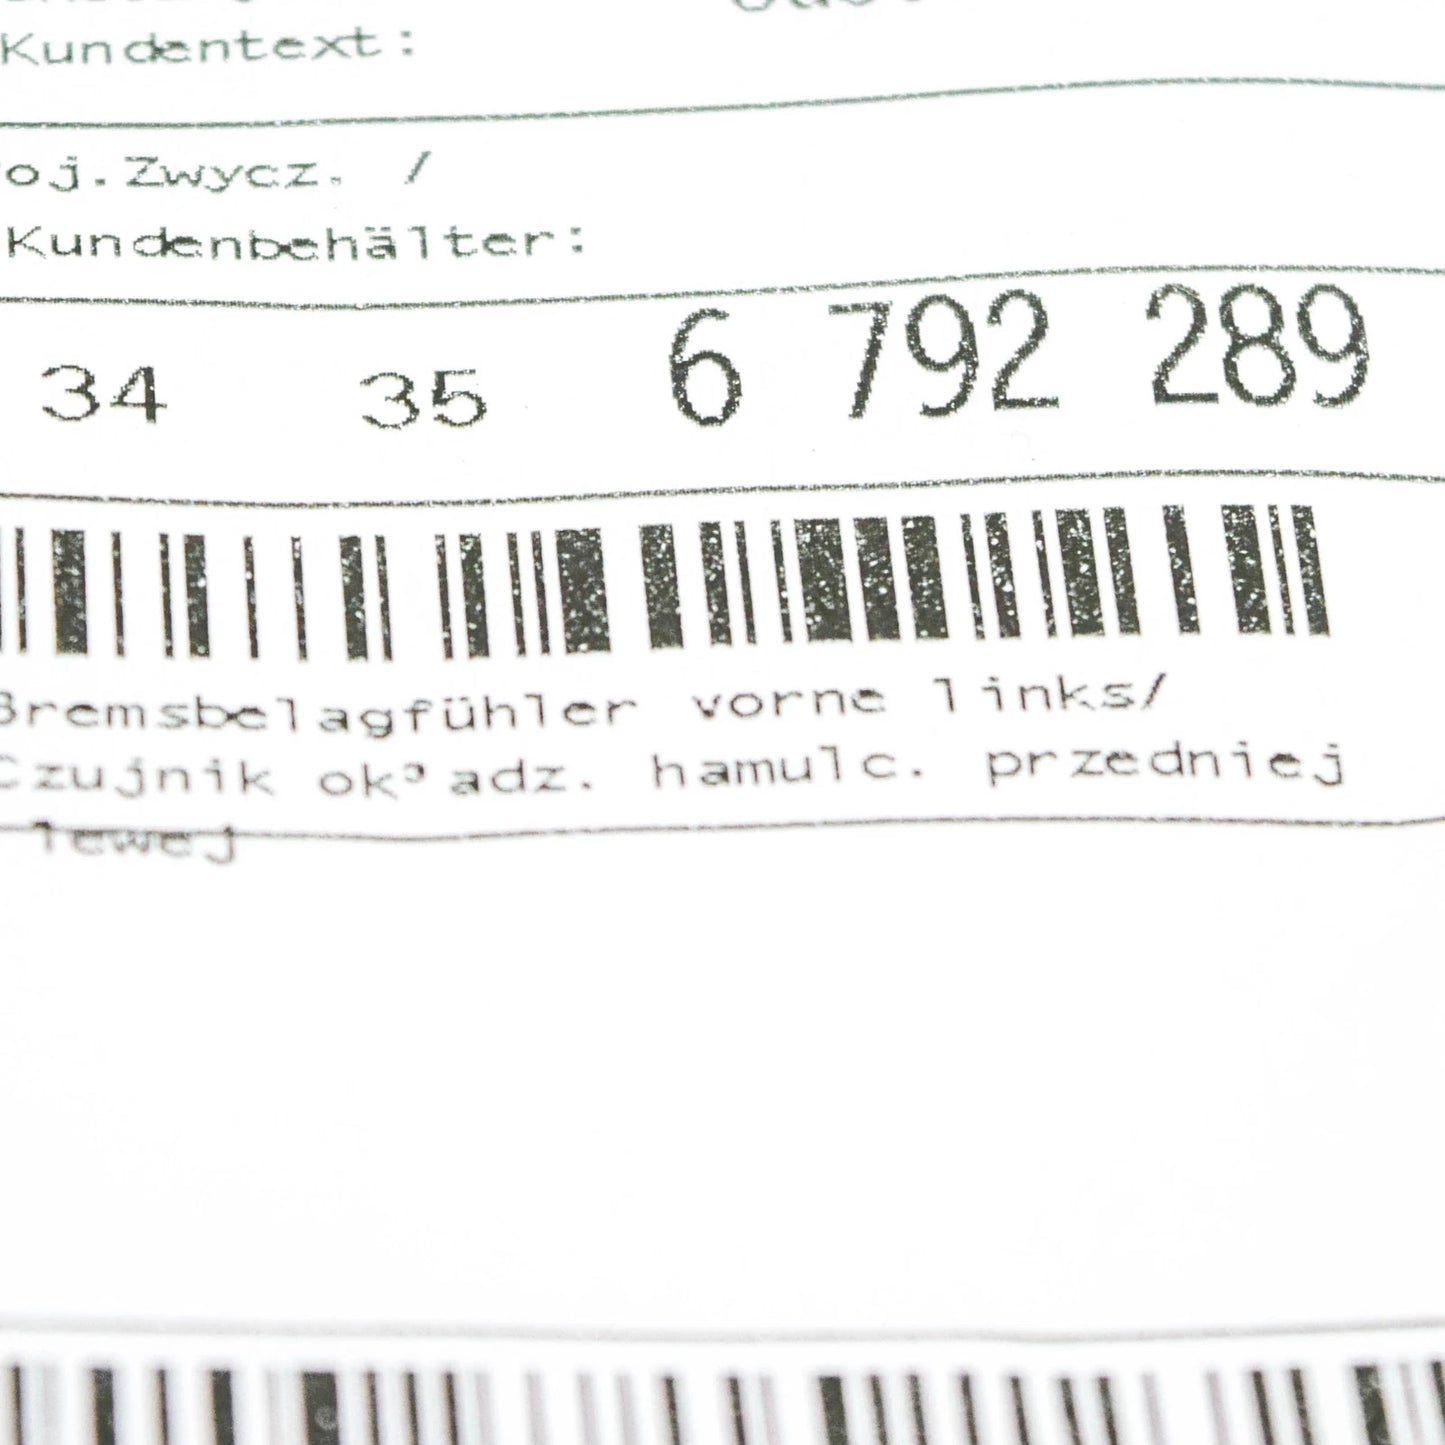 Kundentext:
oj.Zwycz. /
Kundenbehälter:
34 35 6 792 289
Bremsbelagfühler vorne links/
Czujnik ok³adz. hamulc. przedniej
lewej